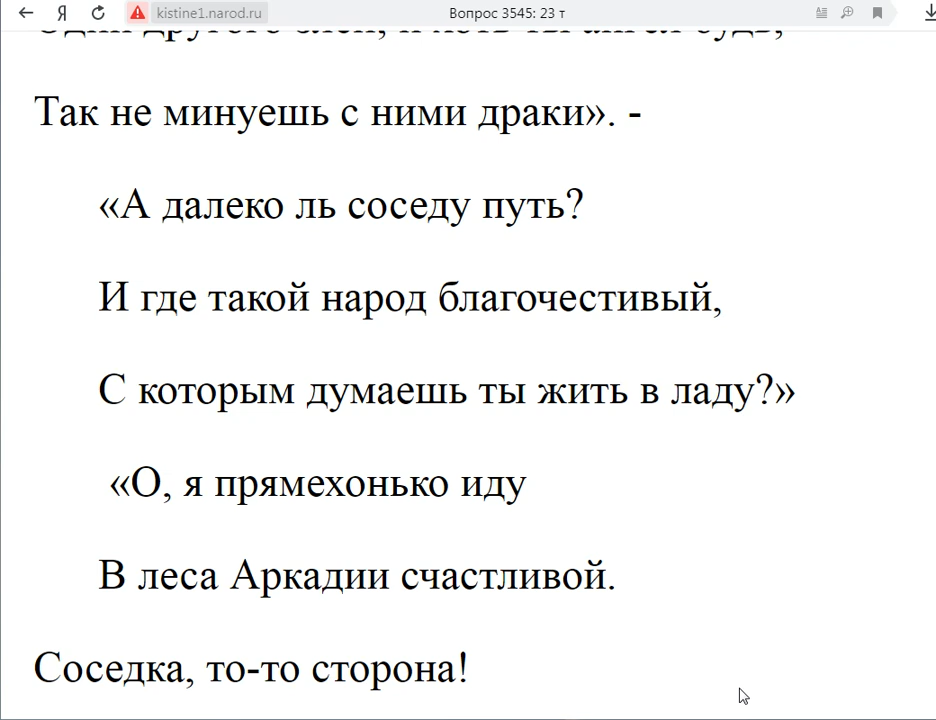 kistine1.narod.ru
Вопрос 3545: 23 т
Так не минуешь с ними драки». -
«А далеко ль соседу путь?
И где такой народ благочестивый,
С которым думаешь ты жить в ладу?»
«О, я прямехонько иду
В леса Аркадии счастливой.
Соседка, то-то сторона!